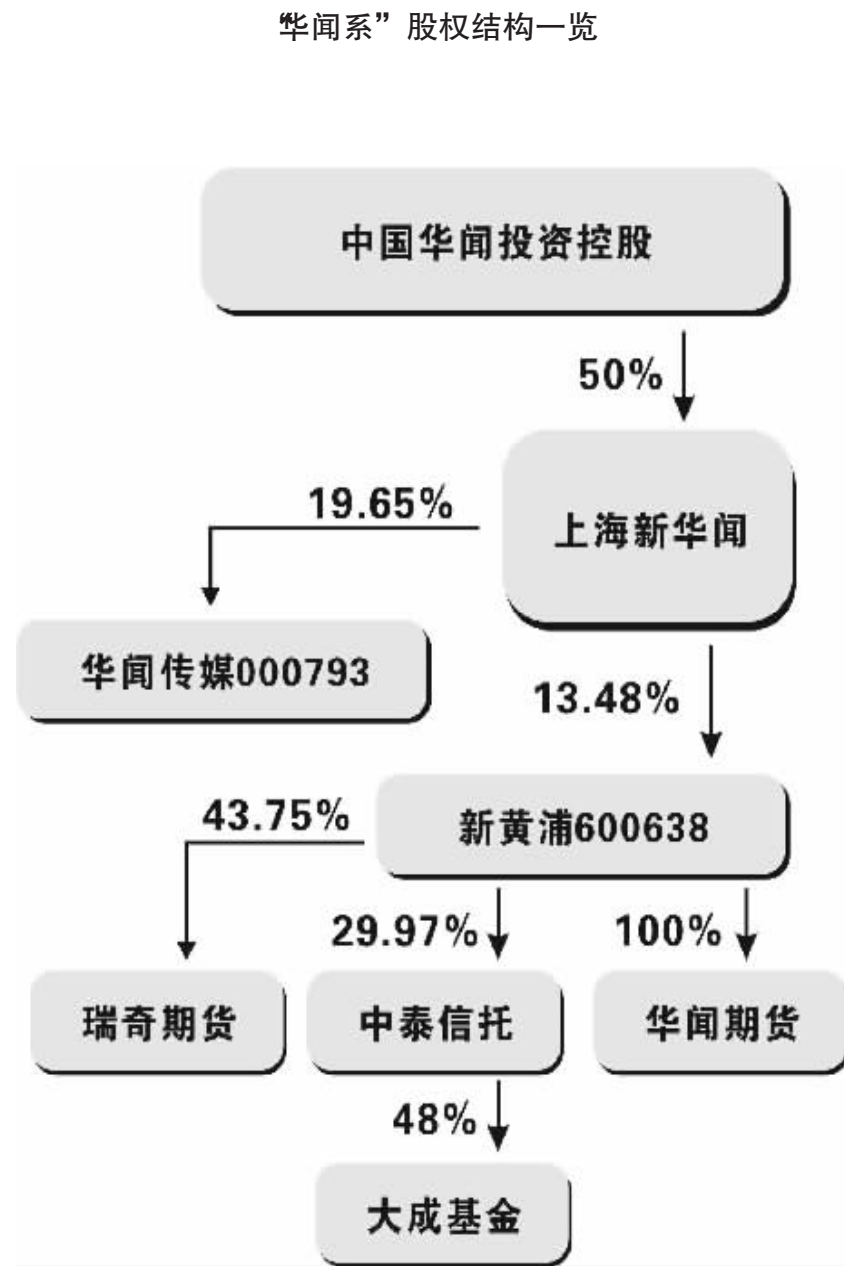 “华闻系”股权结构一览
中国华闻投资控股
50%
19.65%
上海新华闻
华闻传媒000793
13.48%
43.75%
新黄浦600638
29.97%
100%
瑞奇期货
中泰信托
华闻期货
48%
大成基金